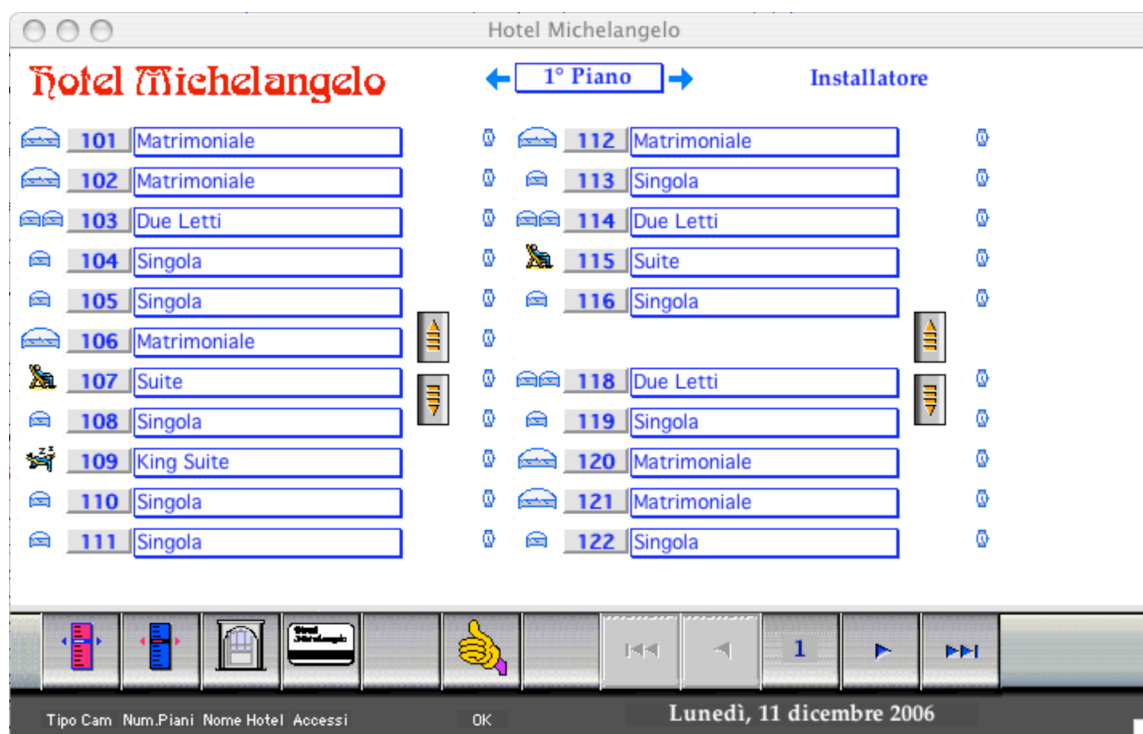 Hotel Michelangelo
Hotel Michelangelo
1° Piano
Installatore
101 Matrimoniale
102 Matrimoniale
103 Due Letti
104 Singola
105 Singola
106 Matrimoniale
107 Suite
108 Singola
109 King Suite
110 Singola
111 Singola
112 Matrimoniale
113 Singola
114 Due Letti
115 Suite
116 Singola
118 Due Letti
119 Singola
120 Matrimoniale
121 Matrimoniale
122 Singola
Hotel
Michelangelo
1
Tipo Cam Num.Piani Nome Hotel Accessi OK
Lunedì, 11 dicembre 2006